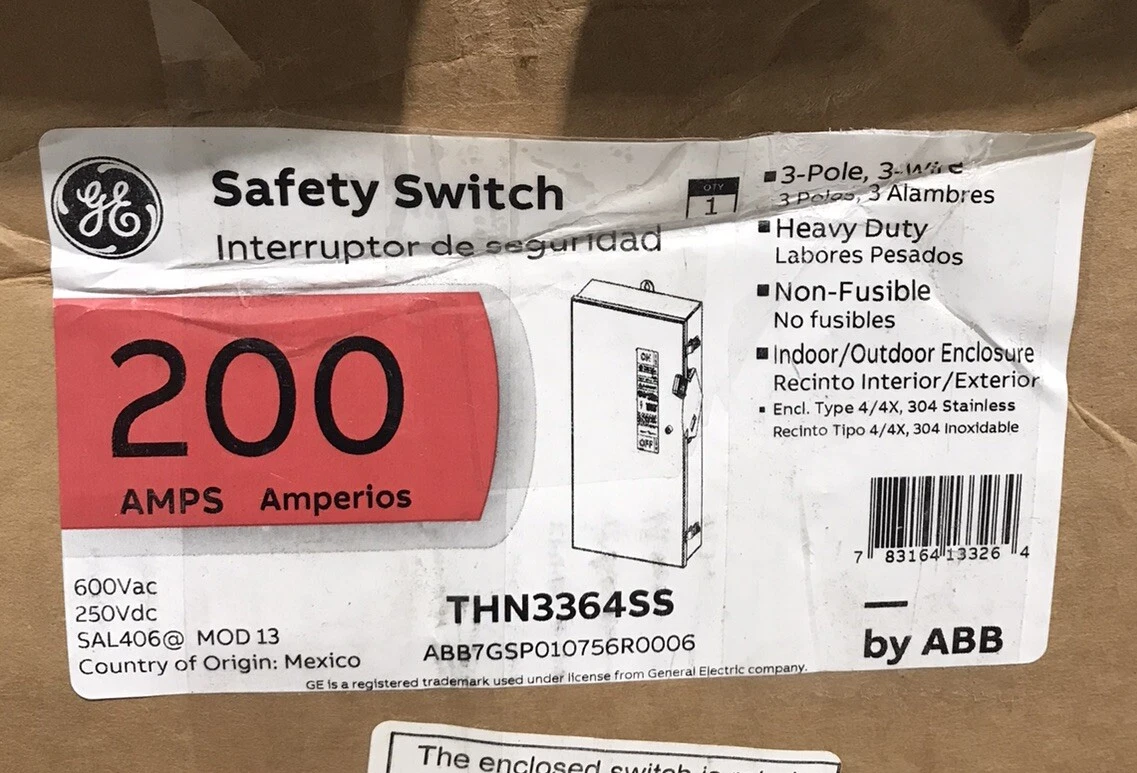 GE
Safety Switch
Interruptor de seguridad
QTY
1
3-Pole, 3-Wire
3 Polos, 3 Alambres
Heavy Duty
Labores Pesados
Non-Fusible
No fusibles
Indoor/Outdoor Enclosure
Recinto Interior/Exterior
Encl. Type 4/4X, 304 Stainless
Recinto Tipo 4/4X, 304 Inoxidable
200
AMPS Amperios
ON
OFF
7 83164 13326 4
600Vac
250Vdc
SAL406@ MOD 13
Country of Origin: Mexico
THN3364SS
ABB7GSP010756R0006
by ABB
GE is a registered trademark used under license from General Electric company.
The enclosed switch